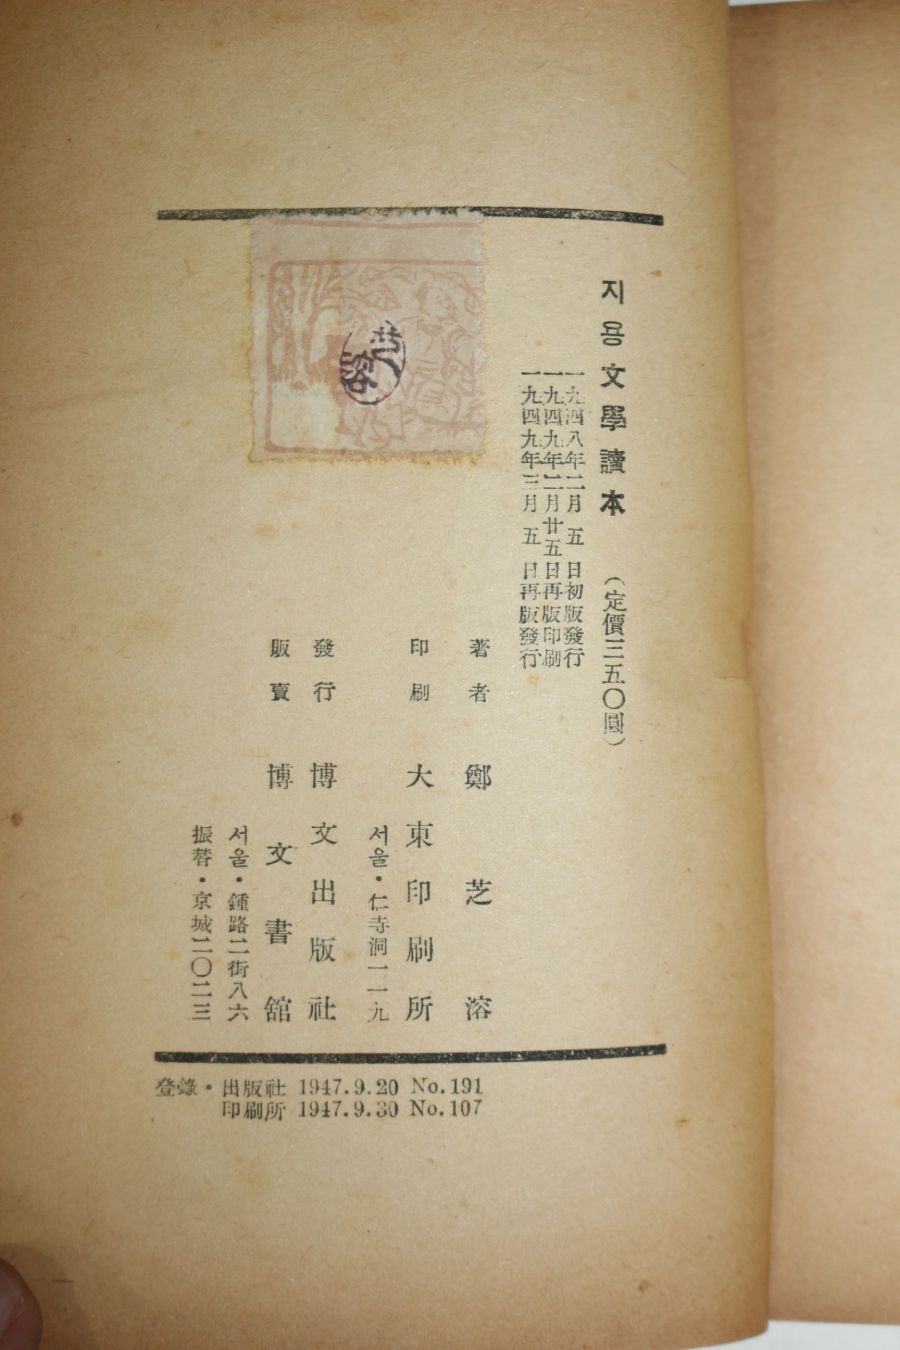 지용文學讀本 (定價三五〇圓)
一九四八年二月五日初版發行
一九四九年二月廿五日再版印刷
一九四九年三月五日再版發行
著者 鄭芝溶
印刷 大東印刷所
서울·仁寺洞一一九
發行 博文出版社
販賣 博文書舘
서울·鍾路二街八六
振替·京城二〇二三
芝溶
登錄·出版社 1947.9.20 No.191
印刷所 1947.9.30 No.107